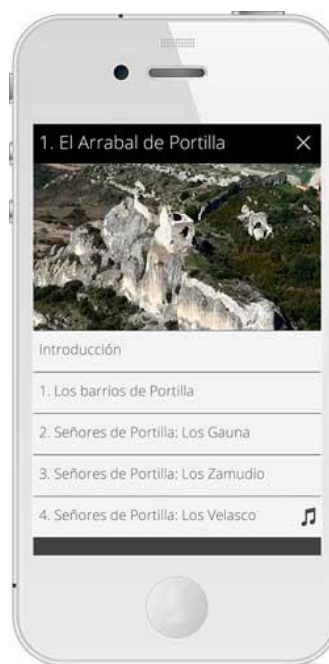 1. El Arrabal de Portilla
Introducción
1. Los barrios de Portilla
2. Señores de Portilla: Los Gauna
3. Señores de Portilla: Los Zamudio
4. Señores de Portilla: Los Velasco